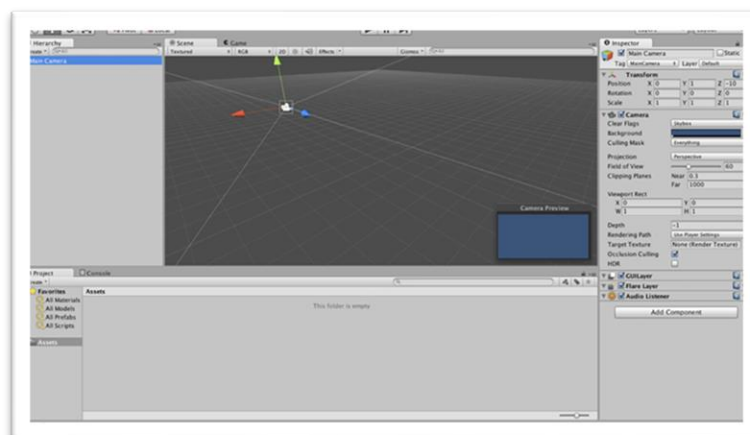 Hierarchy
Main Camera
Scene
Game
Textured
RGB
2D
Effects
Gizmos
Inspector
Main Camera
Static
Tag MainCamera
Layer Default
Transform
Position X 0 Y 1 Z -10
Rotation X 0 Y 0 Z 0
Scale X 1 Y 1 Z 1
Camera
Clear Flags Skybox
Background
Culling Mask Everything
Projection Perspective
Field of View 60
Clipping Planes Near 0.3
Far 1000
Viewport Rect
X 0 Y 0
W 1 H 1
Depth -1
Rendering Path Use Player Settings
Target Texture None (Render Texture)
Occlusion Culling
HDR
GUILayer
Flare Layer
Audio Listener
Add Component
Camera Preview
Project
Console
Favorites
All Materials
All Models
All Prefabs
All Scripts
Assets
Assets
This folder is empty